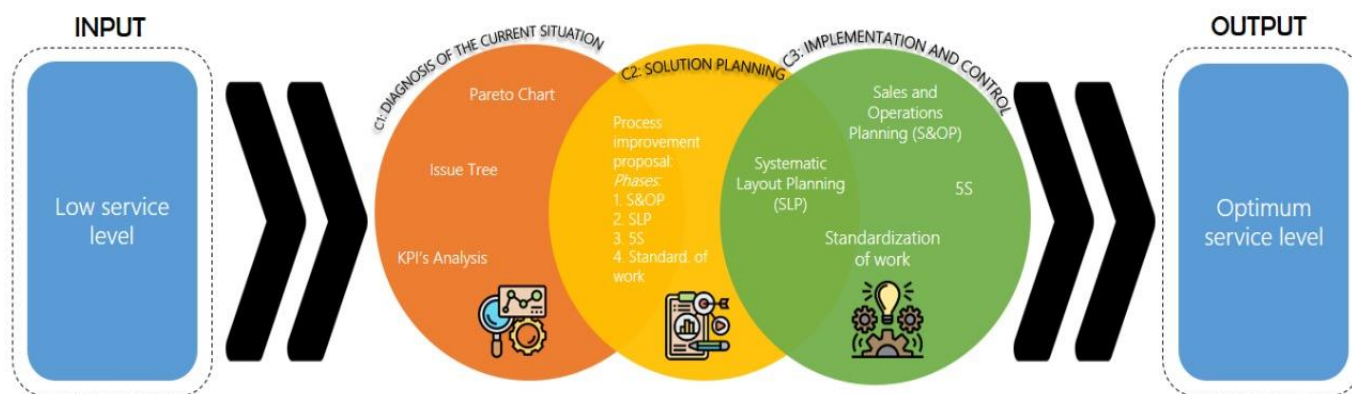 INPUT
Low service
level
C1: DIAGNOSIS OF THE CURRENT SITUATION
Pareto Chart
Issue Tree
KPI's Analysis
C2: SOLUTION PLANNING
Process
improvement
proposal:
Phases:
1. S&OP
2. SLP
3. 5S
4. Standard. of
work
C3: IMPLEMENTATION AND CONTROL
Sales and
Operations
Planning (S&OP)
Systematic
Layout Planning
(SLP)
5S
Standardization
of work
OUTPUT
Optimum
service level